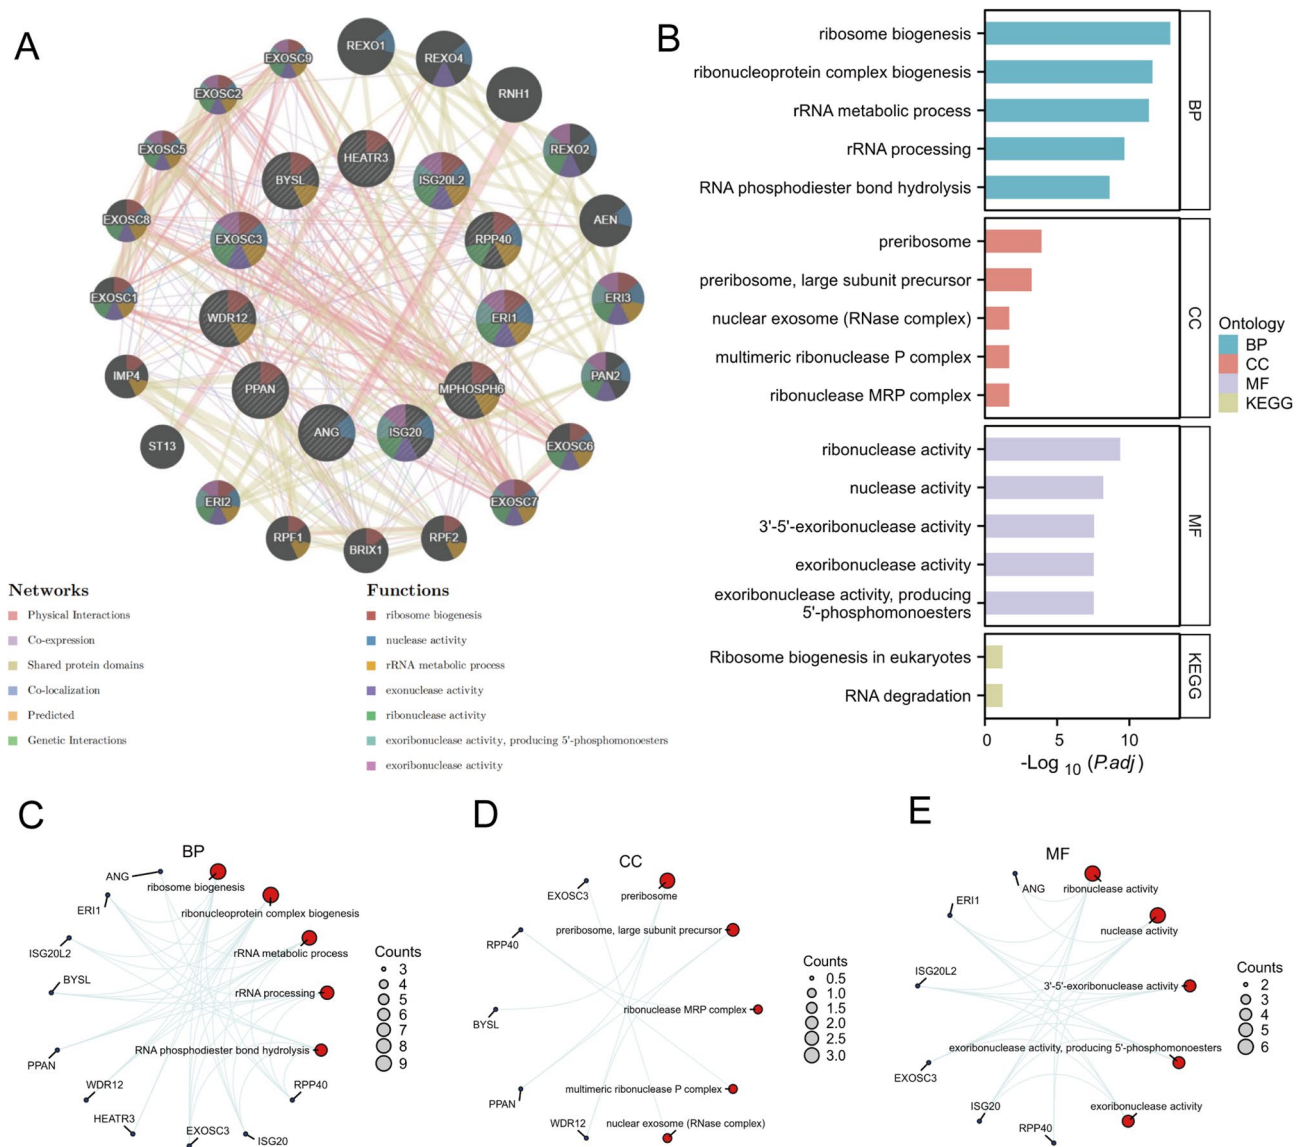 A
EXOSC9
REXO1
REXO4
RNH1
EXOSC2
EXOSC5
HEATR3
BYSL
ISG20L2
REXO2
EXOSC8
EXOSC3
RPP40
AEN
EXOSC1
WDR12
ERI1
ERI3
IMP4
PPAN
MPHOSPH6
PAN2
ST13
ANG
ISG20
EXOSC6
ERI2
EXOSC7
RPF1
BRIX1
RPF2
Networks
Physical Interactions
Co-expression
Shared protein domains
Co-localization
Predicted
Genetic Interactions
Functions
ribosome biogenesis
nuclease activity
rRNA metabolic process
exonuclease activity
ribonuclease activity
exoribonuclease activity, producing 5'-phosphomonoesters
exoribonuclease activity
B
ribosome biogenesis
ribonucleoprotein complex biogenesis
rRNA metabolic process
rRNA processing
RNA phosphodiester bond hydrolysis
BP
preribosome
preribosome, large subunit precursor
nuclear exosome (RNase complex)
multimeric ribonuclease P complex
ribonuclease MRP complex
CC
ribonuclease activity
nuclease activity
3'-5'-exoribonuclease activity
exoribonuclease activity
exoribonuclease activity, producing
5'-phosphomonoesters
MF
Ribosome biogenesis in eukaryotes
RNA degradation
KEGG
0 5 10
-Log 10 (P.adj)
Ontology
BP
CC
MF
KEGG
C
BP
ANG
ribosome biogenesis
ERI1
ribonucleoprotein complex biogenesis
ISG20L2
rRNA metabolic process
BYSL
rRNA processing
PPAN
RNA phosphodiester bond hydrolysis
WDR12
RPP40
HEATR3
EXOSC3
ISG20
Counts
3
4
5
6
7
8
9
D
CC
EXOSC3
preribosome
RPP40
preribosome, large subunit precursor
BYSL
ribonuclease MRP complex
PPAN
multimeric ribonuclease P complex
WDR12
nuclear exosome (RNase complex)
Counts
0.5
1.0
1.5
2.0
2.5
3.0
E
MF
ANG
ribonuclease activity
ERI1
nuclease activity
ISG20L2
3'-5'-exoribonuclease activity
exoribonuclease activity, producing 5'-phosphomonoesters
EXOSC3
ISG20
exoribonuclease activity
RPP40
Counts
2
3
4
5
6